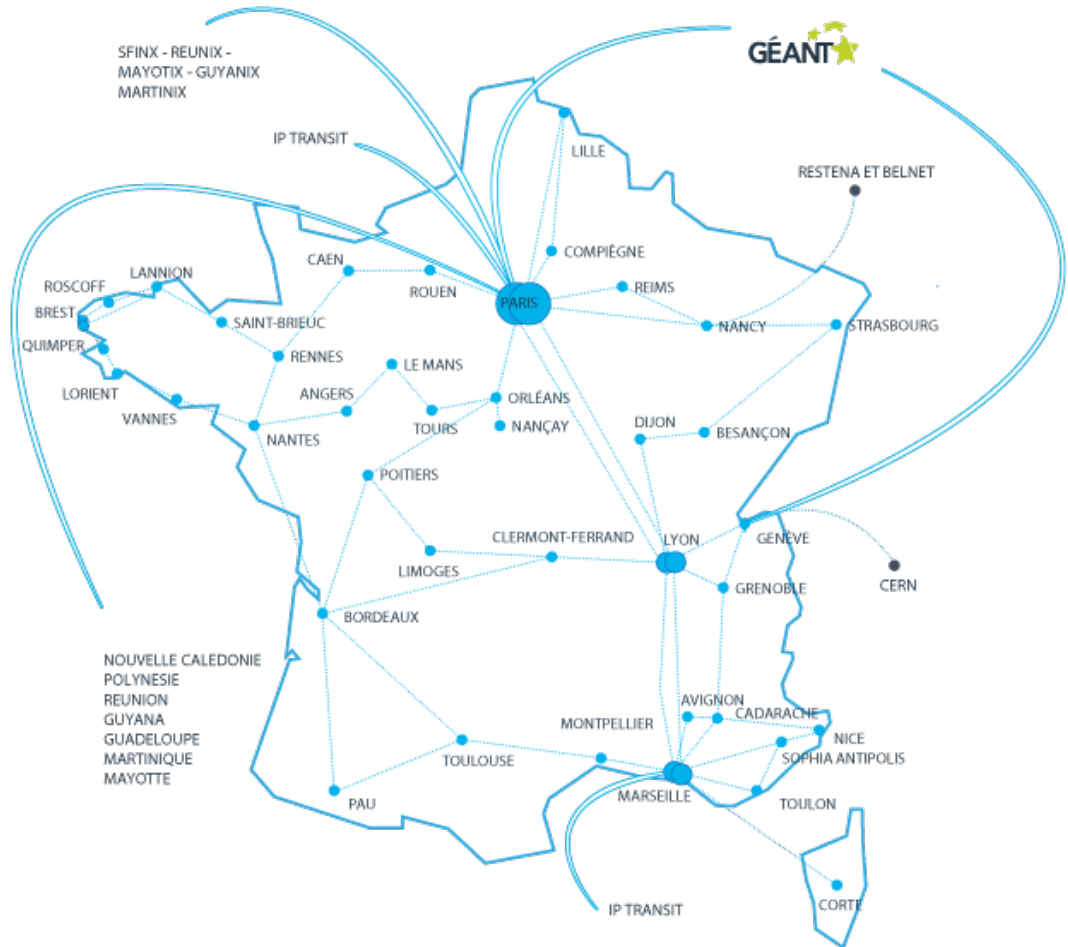 GÉANT
SFINX - REUNIX -
MAYOTIX - GUYANIX
MARTINIX
IP TRANSIT
LILLE
RESTENA ET BELNET
COMPIÈGNE
CAEN
LANNION
ROSCOFF
ROUEN
REIMS
PARIS
BREST
SAINT-BRIEUC
NANCY
STRASBOURG
QUIMPER
RENNES
LE MANS
LORIENT
ANGERS
ORLÉANS
VANNES
TOURS
NANÇAY
DIJON
BESANÇON
NANTES
POITIERS
CLERMONT-FERRAND
LYON
GENÈVE
LIMOGES
GRENOBLE
CERN
BORDEAUX
NOUVELLE CALEDONIE
POLYNESIE
REUNION
GUYANA
GUADELOUPE
MARTINIQUE
MAYOTTE
AVIGNON
CADARACHE
MONTPELLIER
NICE
TOULOUSE
SOPHIA ANTIPOLIS
MARSEILLE
TOULON
PAU
CORTE
IP TRANSIT